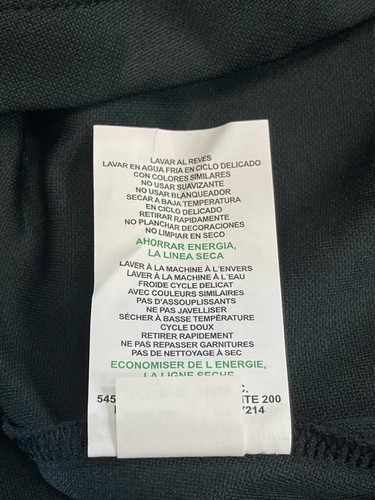 LAVAR AL REVES
LAVAR EN AGUA FRIA EN CICLO DELICADO
CON COLORES SIMILARES
NO USAR SUAVIZANTE
NO USAR BLANQUEADOR
SECAR A BAJA TEMPERATURA
EN CICLO DELICADO
RETIRAR RAPIDAMENTE
NO PLANCHAR DECORACIONES
NO LIMPIAR EN SECO
AHORRAR ENERGIA,
LA LINEA SECA
LAVER À LA MACHINE À L'ENVERS
LAVER À LA MACHINE À L'EAU
FROIDE CYCLE DELICAT
AVEC COULEURS SIMILAIRES
PAS D'ASSOUPLISSANTS
NE PAS JAVELLISER
SÉCHER À BASSE TEMPÉRATURE
CYCLE DOUX
RETIRER RAPIDEMENT
NE PAS REPASSER GARNITURES
PAS DE NETTOYAGE À SEC
ECONOMISER DE L ENERGIE,
LA LIGNE SECHE
C.
545 ITE 200
7214